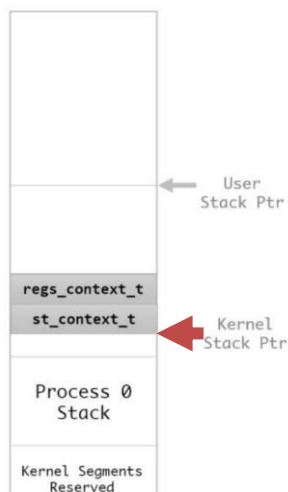 User
Stack Ptr
regs_context_t
st_context_t
Kernel
Stack Ptr
Process 0
Stack
Kernel Segments
Reserved